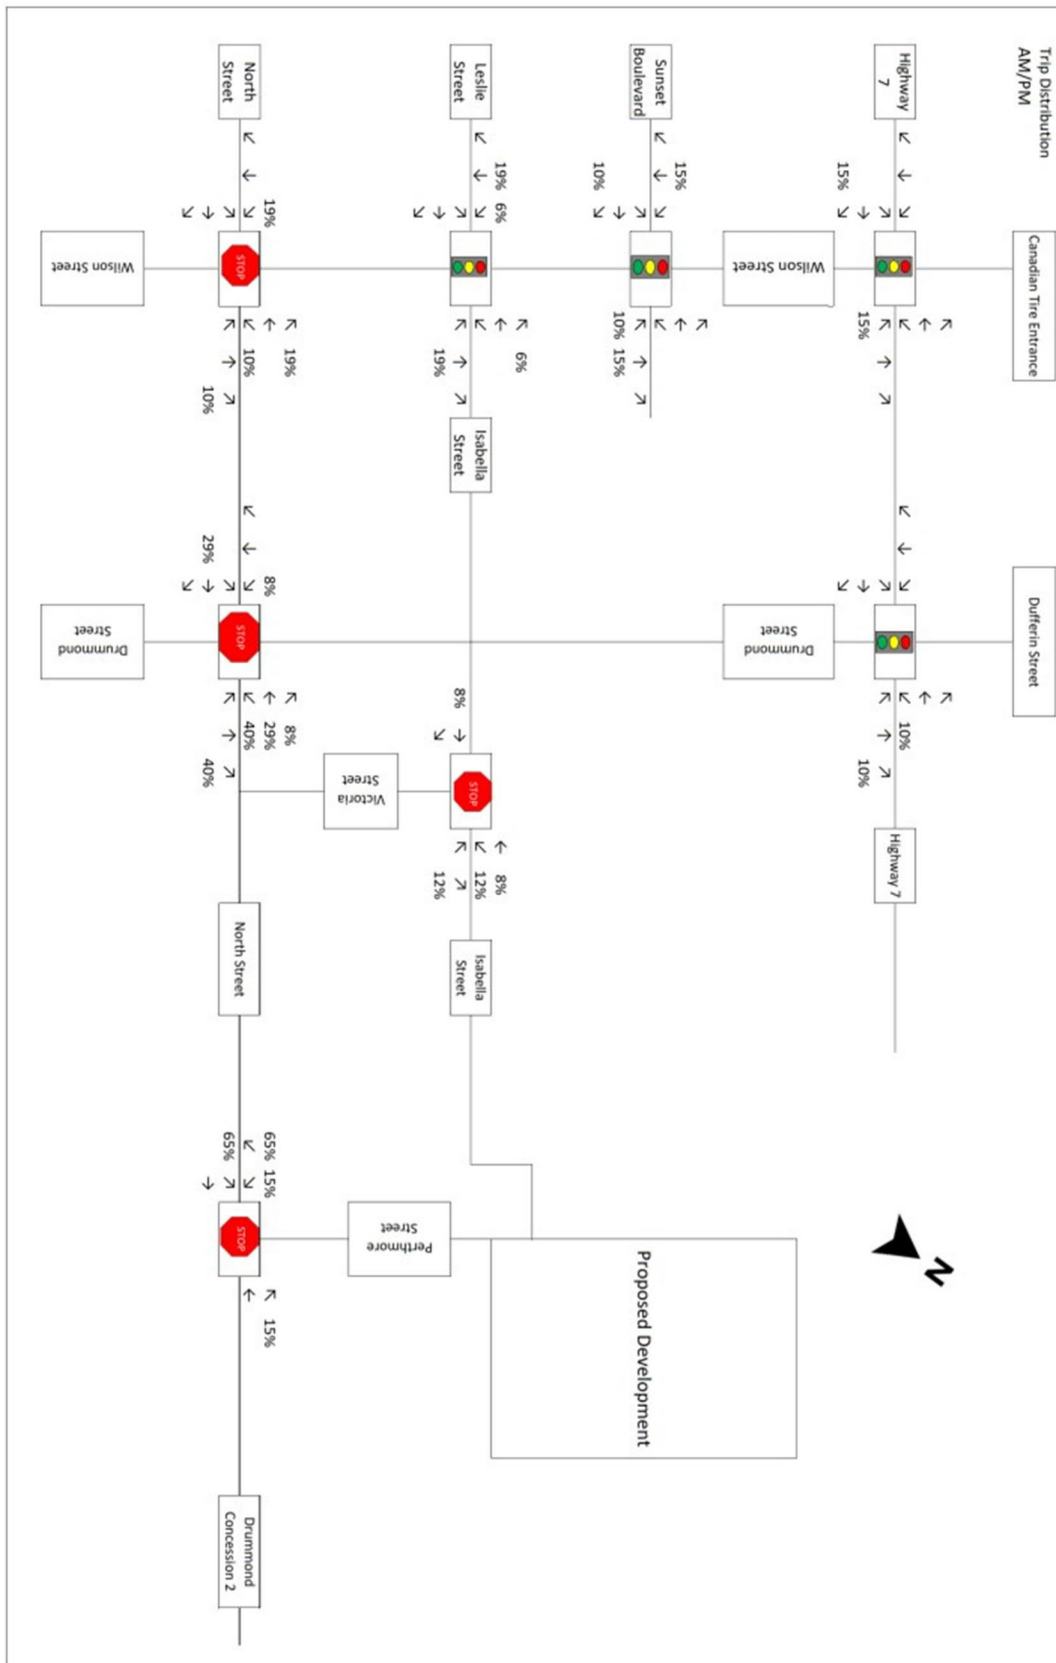 Trip Distribution
AM/PM
Canadian Tire Entrance
Dufferin Street
N
Highway
7
10%
Highway 7
15%
15%
10%
Wilson Street
Drummond
Street
15%
Sunset
Boulevard
Proposed Development
10% 15%
10%
6%
19% 6%
8%
Leslie
Street
Isabella
Street
STOP
12%
Isabella
Street
8%
19%
12%
Perthmore
Street
Victoria
Street
19%
8%
19%
8%
29%
65% 15%
15%
10%
40%
North
Street
STOP
STOP
North Street
STOP
Drummond
Concession 2
65%
10%
29%
40%
Wilson Street
Drummond
Street